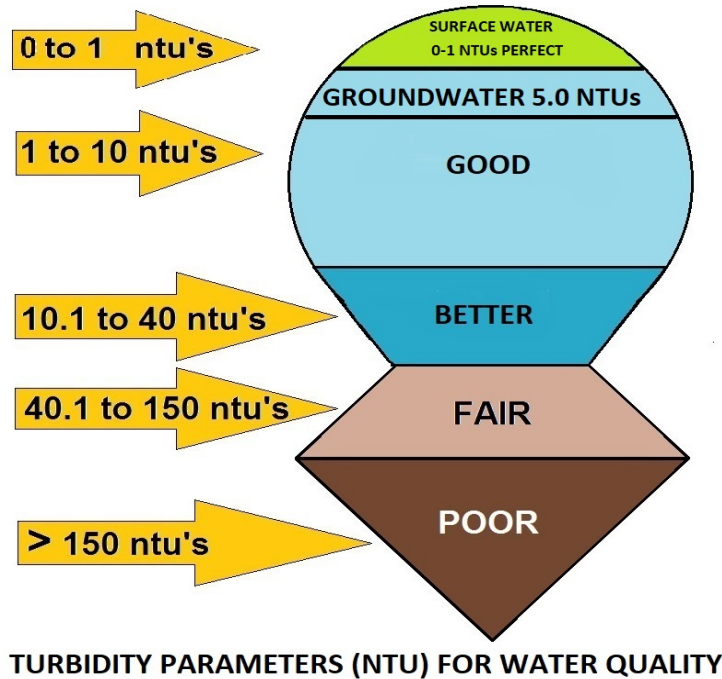 0 to 1 ntu's
SURFACE WATER
0-1 NTUs PERFECT
GROUNDWATER 5.0 NTUs
1 to 10 ntu's
GOOD
10.1 to 40 ntu's
BETTER
40.1 to 150 ntu's
FAIR
> 150 ntu's
POOR
TURBIDITY PARAMETERS (NTU) FOR WATER QUALITY